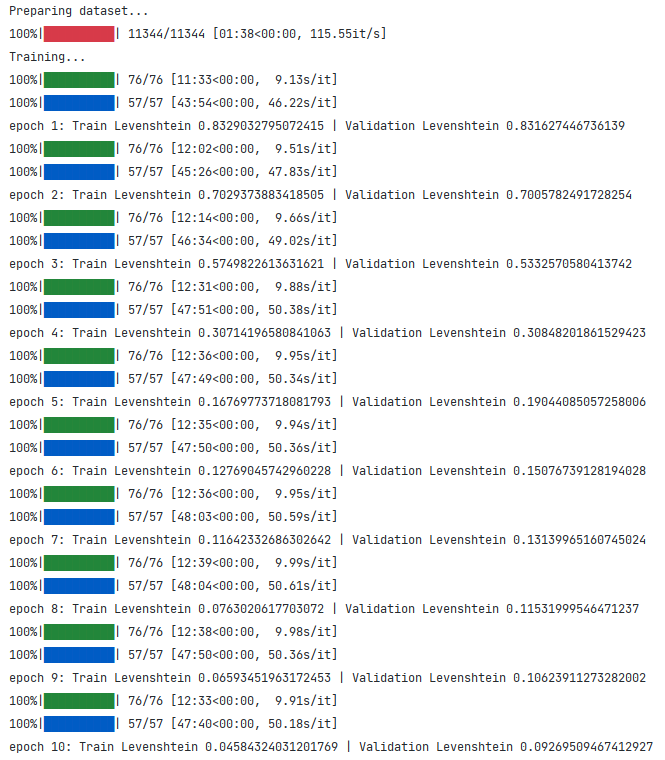 Preparing dataset...
100%|██████████| 11344/11344 [01:38<00:00, 115.55it/s]
Training...
100%|██████████| 76/76 [11:33<00:00,  9.13s/it]
100%|██████████| 57/57 [43:54<00:00, 46.22s/it]
epoch 1: Train Levenshtein 0.8329032795072415 | Validation Levenshtein 0.831627446736139
100%|██████████| 76/76 [12:02<00:00,  9.51s/it]
100%|██████████| 57/57 [45:26<00:00, 47.83s/it]
epoch 2: Train Levenshtein 0.7029373883418505 | Validation Levenshtein 0.7005782491728254
100%|██████████| 76/76 [12:14<00:00,  9.66s/it]
100%|██████████| 57/57 [46:34<00:00, 49.02s/it]
epoch 3: Train Levenshtein 0.5749822613631621 | Validation Levenshtein 0.5332570580413742
100%|██████████| 76/76 [12:31<00:00,  9.88s/it]
100%|██████████| 57/57 [47:51<00:00, 50.38s/it]
epoch 4: Train Levenshtein 0.30714196580841063 | Validation Levenshtein 0.30848201861529423
100%|██████████| 76/76 [12:36<00:00,  9.95s/it]
100%|██████████| 57/57 [47:49<00:00, 50.34s/it]
epoch 5: Train Levenshtein 0.16769773718081793 | Validation Levenshtein 0.19044085057258006
100%|██████████| 76/76 [12:35<00:00,  9.94s/it]
100%|██████████| 57/57 [47:50<00:00, 50.36s/it]
epoch 6: Train Levenshtein 0.12769045742960228 | Validation Levenshtein 0.15076739128194028
100%|██████████| 76/76 [12:36<00:00,  9.95s/it]
100%|██████████| 57/57 [48:03<00:00, 50.59s/it]
epoch 7: Train Levenshtein 0.11642332686302642 | Validation Levenshtein 0.13139965160745024
100%|██████████| 76/76 [12:39<00:00,  9.99s/it]
100%|██████████| 57/57 [48:04<00:00, 50.61s/it]
epoch 8: Train Levenshtein 0.0763020617703072 | Validation Levenshtein 0.11531999546471237
100%|██████████| 76/76 [12:38<00:00,  9.98s/it]
100%|██████████| 57/57 [47:50<00:00, 50.36s/it]
epoch 9: Train Levenshtein 0.06593451963172453 | Validation Levenshtein 0.10623911273282002
100%|██████████| 76/76 [12:33<00:00,  9.91s/it]
100%|██████████| 57/57 [47:40<00:00, 50.18s/it]
epoch 10: Train Levenshtein 0.04584324031201769 | Validation Levenshtein 0.09269509467412927